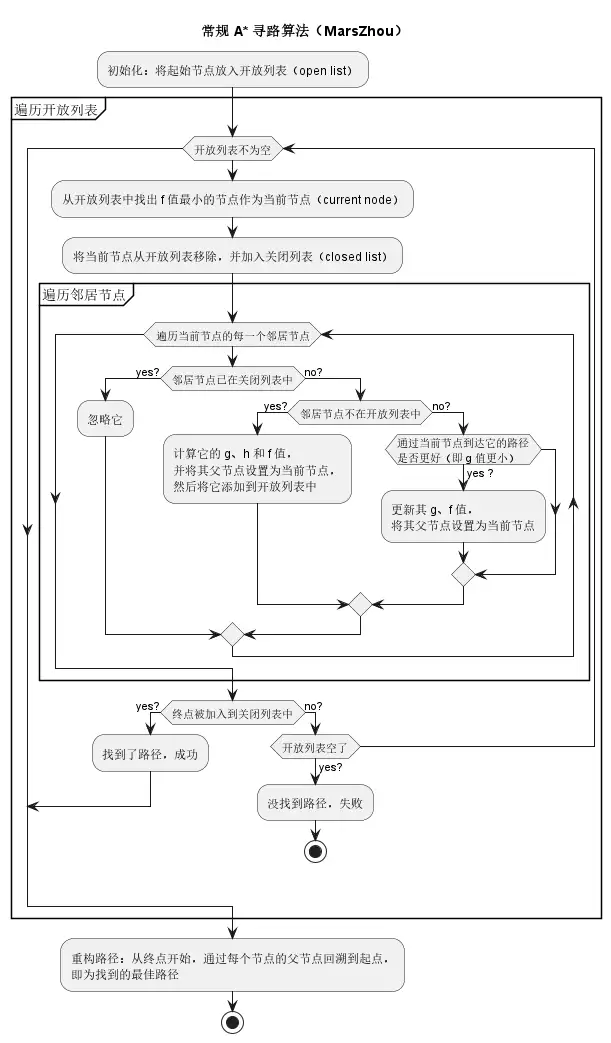 常规 A* 寻路算法（MarsZhou）
初始化：将起始节点放入开放列表（open list）
遍历开放列表
开放列表不为空
从开放列表中找出 f 值最小的节点作为当前节点（current node）
将当前节点从开放列表移除，并加入关闭列表（closed list）
遍历邻居节点
遍历当前节点的每一个邻居节点
yes?
邻居节点已在关闭列表中
no?
忽略它
yes?
邻居节点不在开放列表中
no?
计算它的 g、h 和 f 值，
并将其父节点设置为当前节点，
然后将它添加到开放列表中
通过当前节点到达它的路径
是否更好（即 g 值更小）
yes ?
更新其 g、f 值，
将其父节点设置为当前节点
yes?
终点被加入到关闭列表中
no?
找到了路径，成功
开放列表空了
yes?
没找到路径，失败
重构路径：从终点开始，通过每个节点的父节点回溯到起点，
即为找到的最佳路径